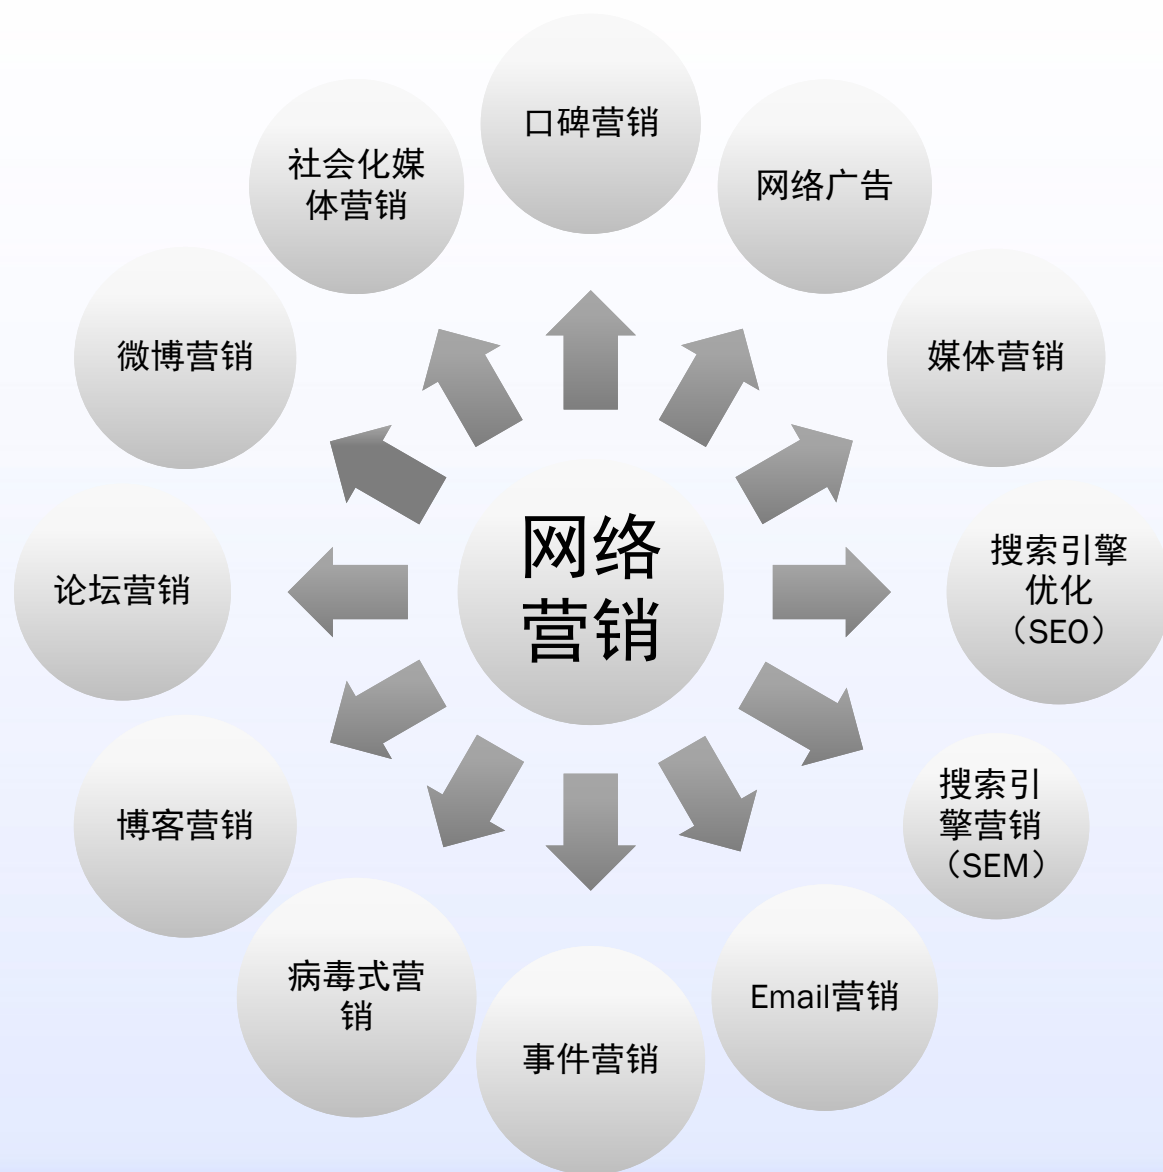 口碑营销
网络广告
社会化媒
体营销
微博营销
媒体营销
网络
营销
搜索引擎
优化
（SEO）
论坛营销
搜索引
擎营销
（SEM）
博客营销
病毒式营
销
Email营销
事件营销